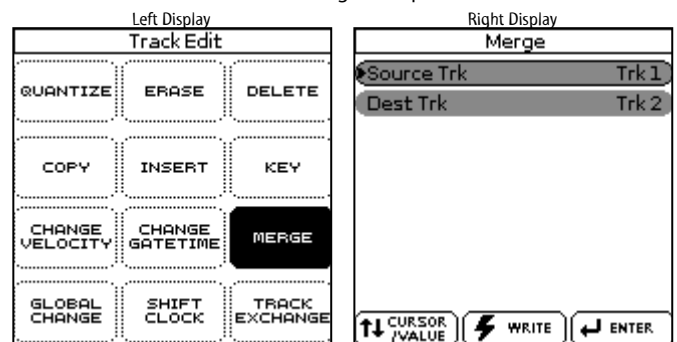 Left Display
Right Display
Track Edit
QUANTIZE
ERASE
DELETE
COPY
INSERT
KEY
CHANGE
VELOCITY
CHANGE
GATETIME
MERGE
GLOBAL
CHANGE
SHIFT
CLOCK
TRACK
EXCHANGE
Merge
Source Trk Trk 1
Dest Trk Trk 2
CURSOR
/VALUE
WRITE
ENTER